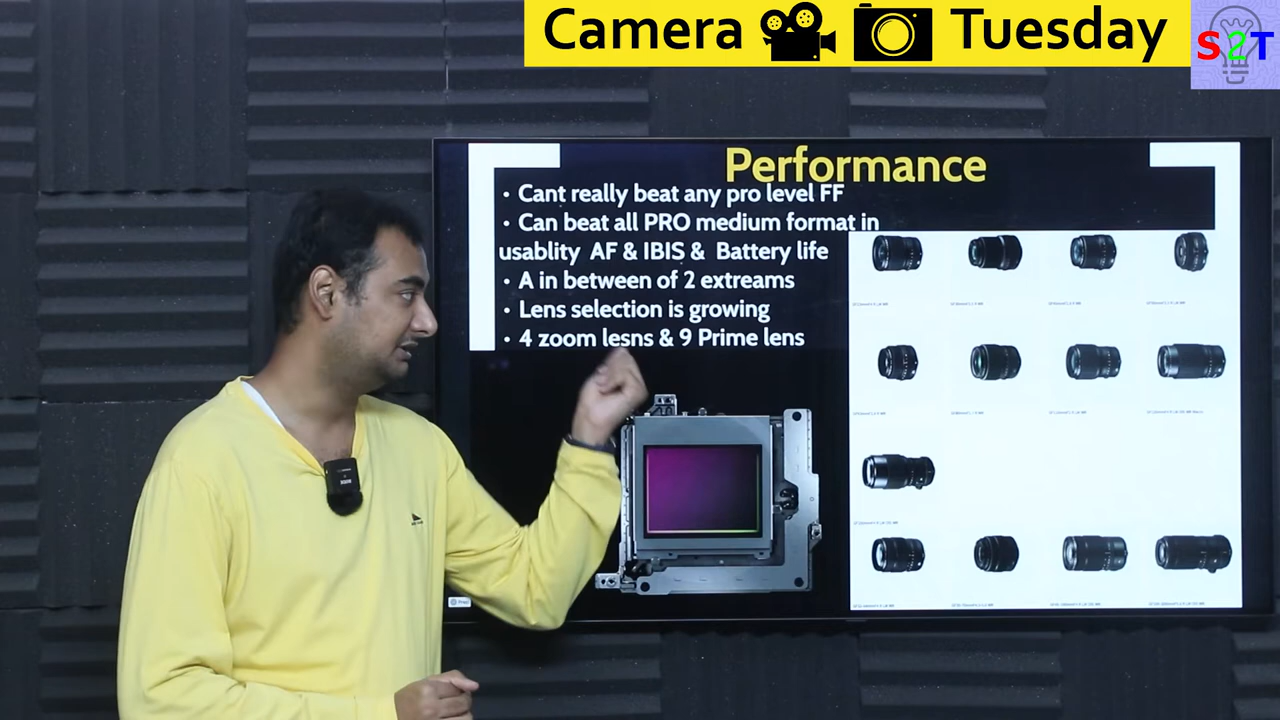 Camera Tuesday
S2T
Performance
• Cant really beat any pro level FF
• Can beat all PRO medium format in
usablity AF & IBIS & Battery life
• A in between of 2 extreams
• Lens selection is growing
• 4 zoom lesns & 9 Prime lens